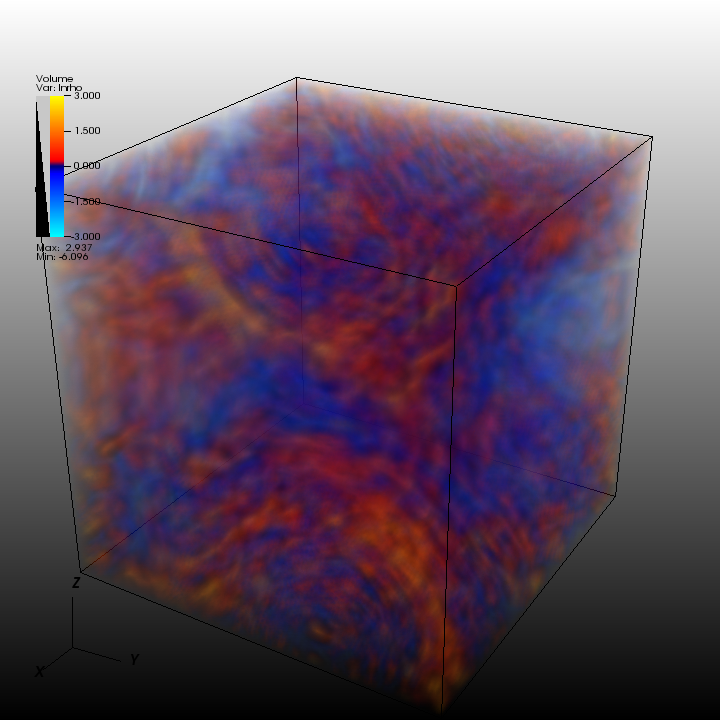 Volume
Var: lnrho
3.000
1.500
0.000
-1.500
-3.000
Max: 2.937
Min: -6.096
Z
Y
X